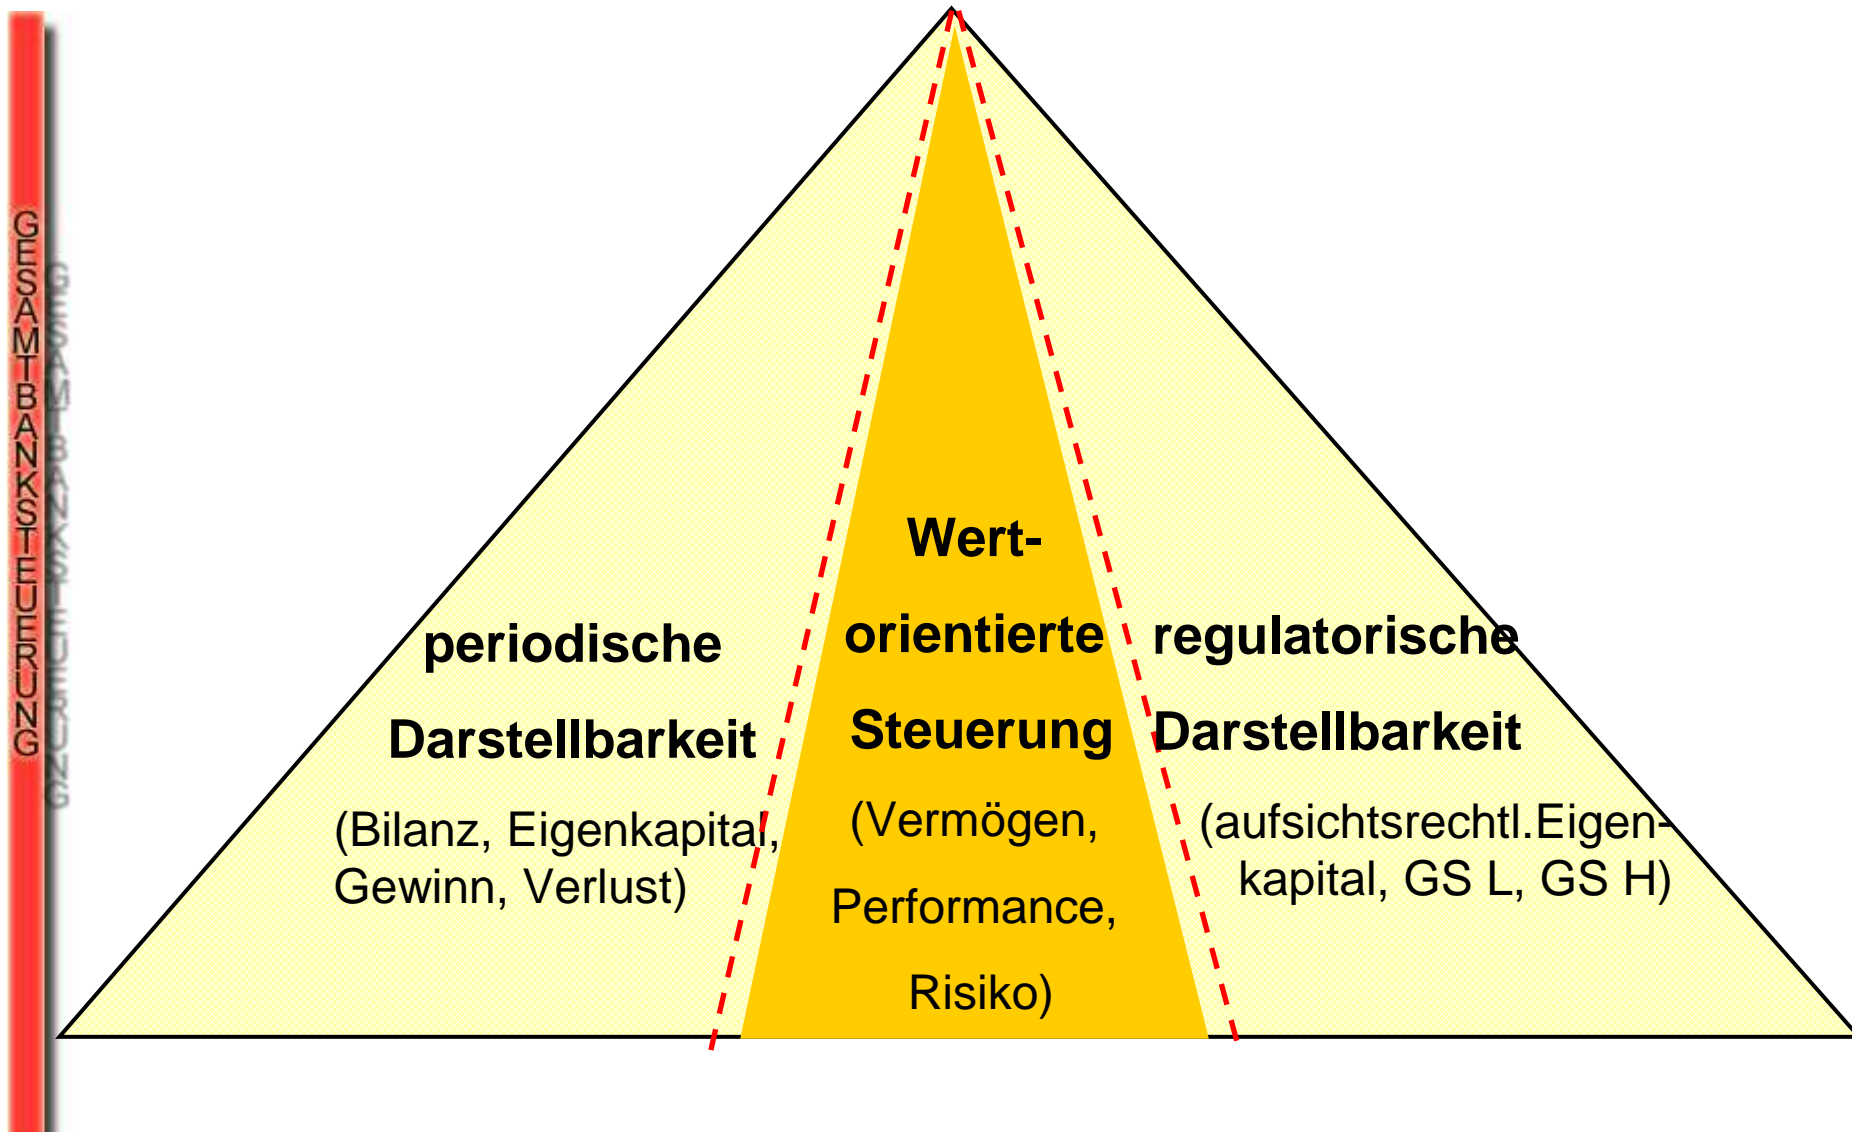 GESAMTBANKSTEUERUNG
periodische
Darstellbarkeit
(Bilanz, Eigenkapital,
Gewinn, Verlust)
Wert-
orientierte
Steuerung
(Vermögen,
Performance,
Risiko)
regulatorische
Darstellbarkeit
(aufsichtsrechtl.Eigen-
kapital, GS L, GS H)